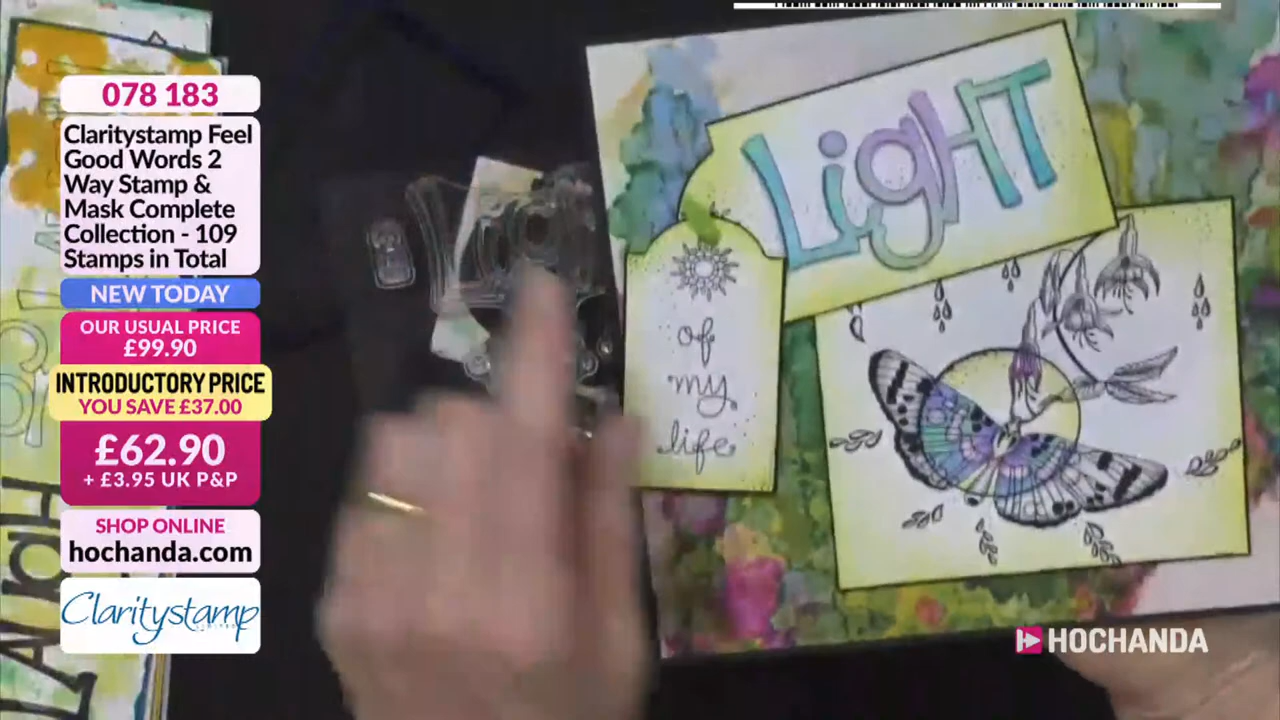 078 183
Claritystamp Feel
Good Words 2
Way Stamp &
Mask Complete
Collection - 109
Stamps in Total
NEW TODAY
OUR USUAL PRICE
£99.90
INTRODUCTORY PRICE
YOU SAVE £37.00
£62.90
+ £3.95 UK P&P
SHOP ONLINE
hochanda.com
Claritystamp
LigHT
of
my
life
HOCHANDA